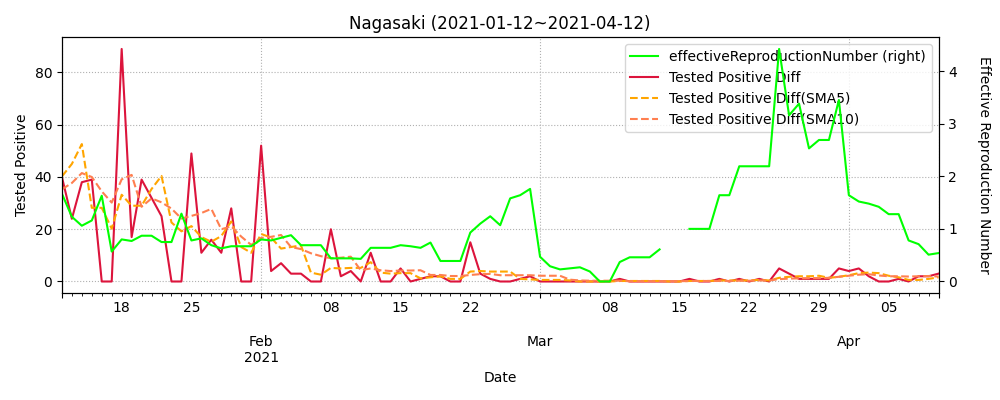 Nagasaki (2021-01-12~2021-04-12)
effectiveReproductionNumber (right)
Tested Positive Diff
Tested Positive Diff(SMA5)
Tested Positive Diff(SMA10)
Tested Positive
80
60
40
20
0
Effective Reproduction Number
4
3
2
1
0
18 25 08 15 22 08 15 22 29 05
Feb Mar Apr
2021
Date